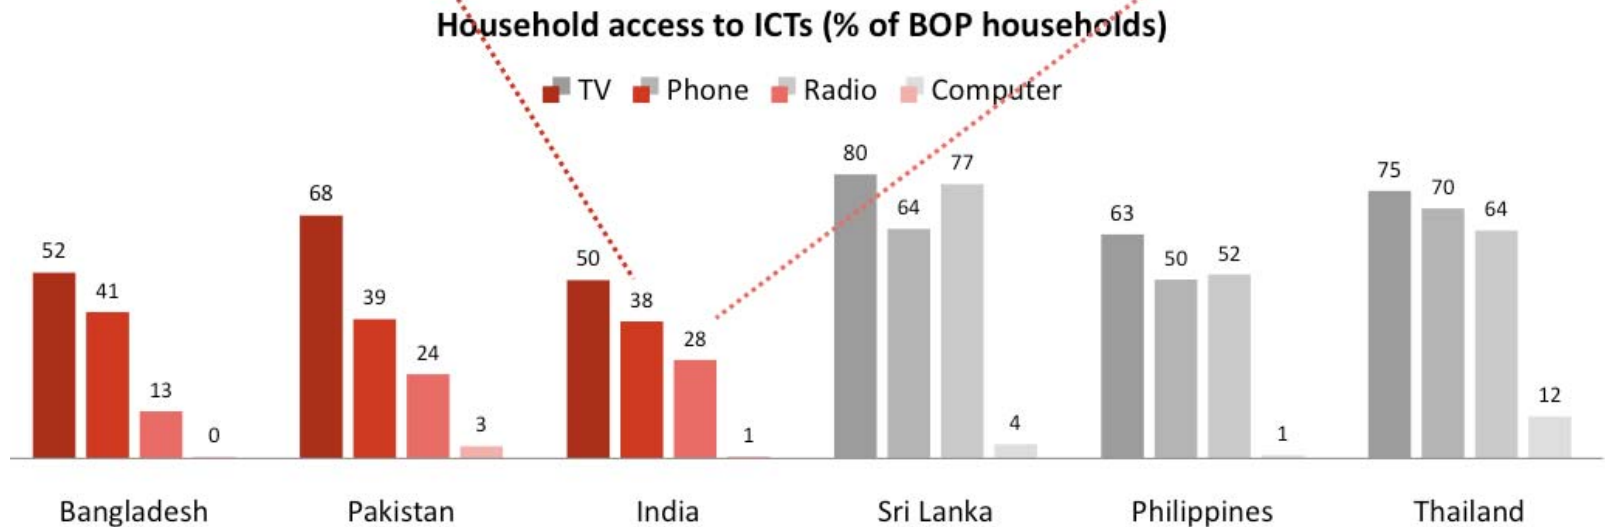 Household access to ICTs (% of BOP households)
TV Phone Radio Computer
52 41 13 0
68 39 24 3
50 38 28 1
80 64 77 4
63 50 52 1
75 70 64 12
Bangladesh Pakistan India Sri Lanka Philippines Thailand